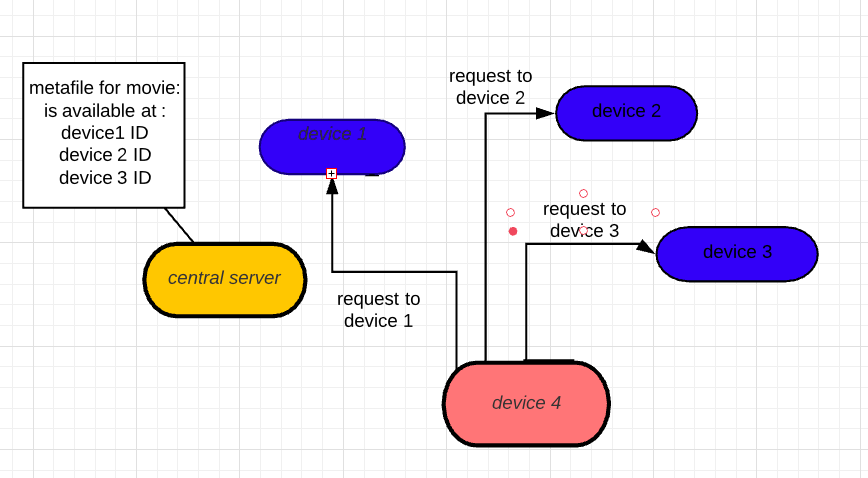 metafile for movie:
is available at :
device1 ID
device 2 ID
device 3 ID
device 1
request to
device 2
device 2
request to
device 3
device 3
central server
request to
device 1
device 4